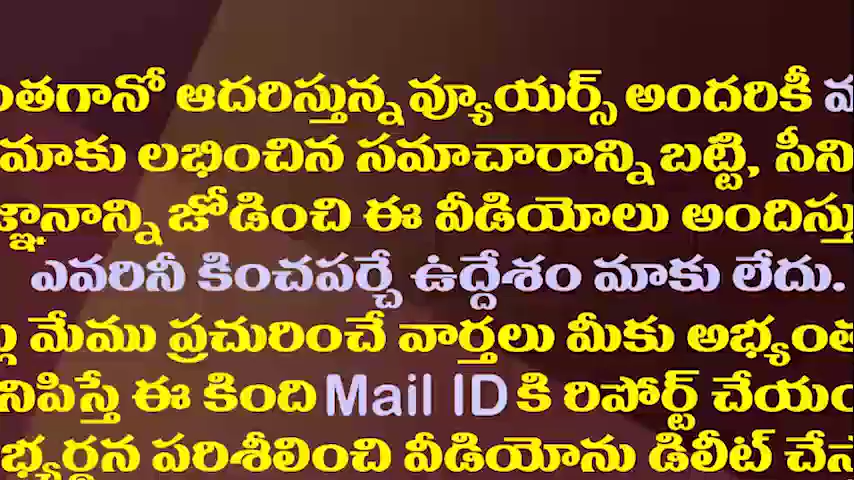 ంతగానో ఆదరిస్తున్న వ్యూయర్స్ అందరికీ
మాకు లభించిన సమాచారాన్ని బట్టి, సీని
జ్ఞానాన్ని జోడించి ఈ వీడియోలు అందిస్తు
ఎవరినీ కించపర్చే ఉద్దేశం మాకు లేదు.
మేము ప్రచురించే వార్తలు మీకు అభ్యంత
నిపిస్తే ఈ కింది Mail ID కి రిపోర్ట్ చేయం
భ్యర్థన పరిశీలించి వీడియోను డిలీట్ చేస